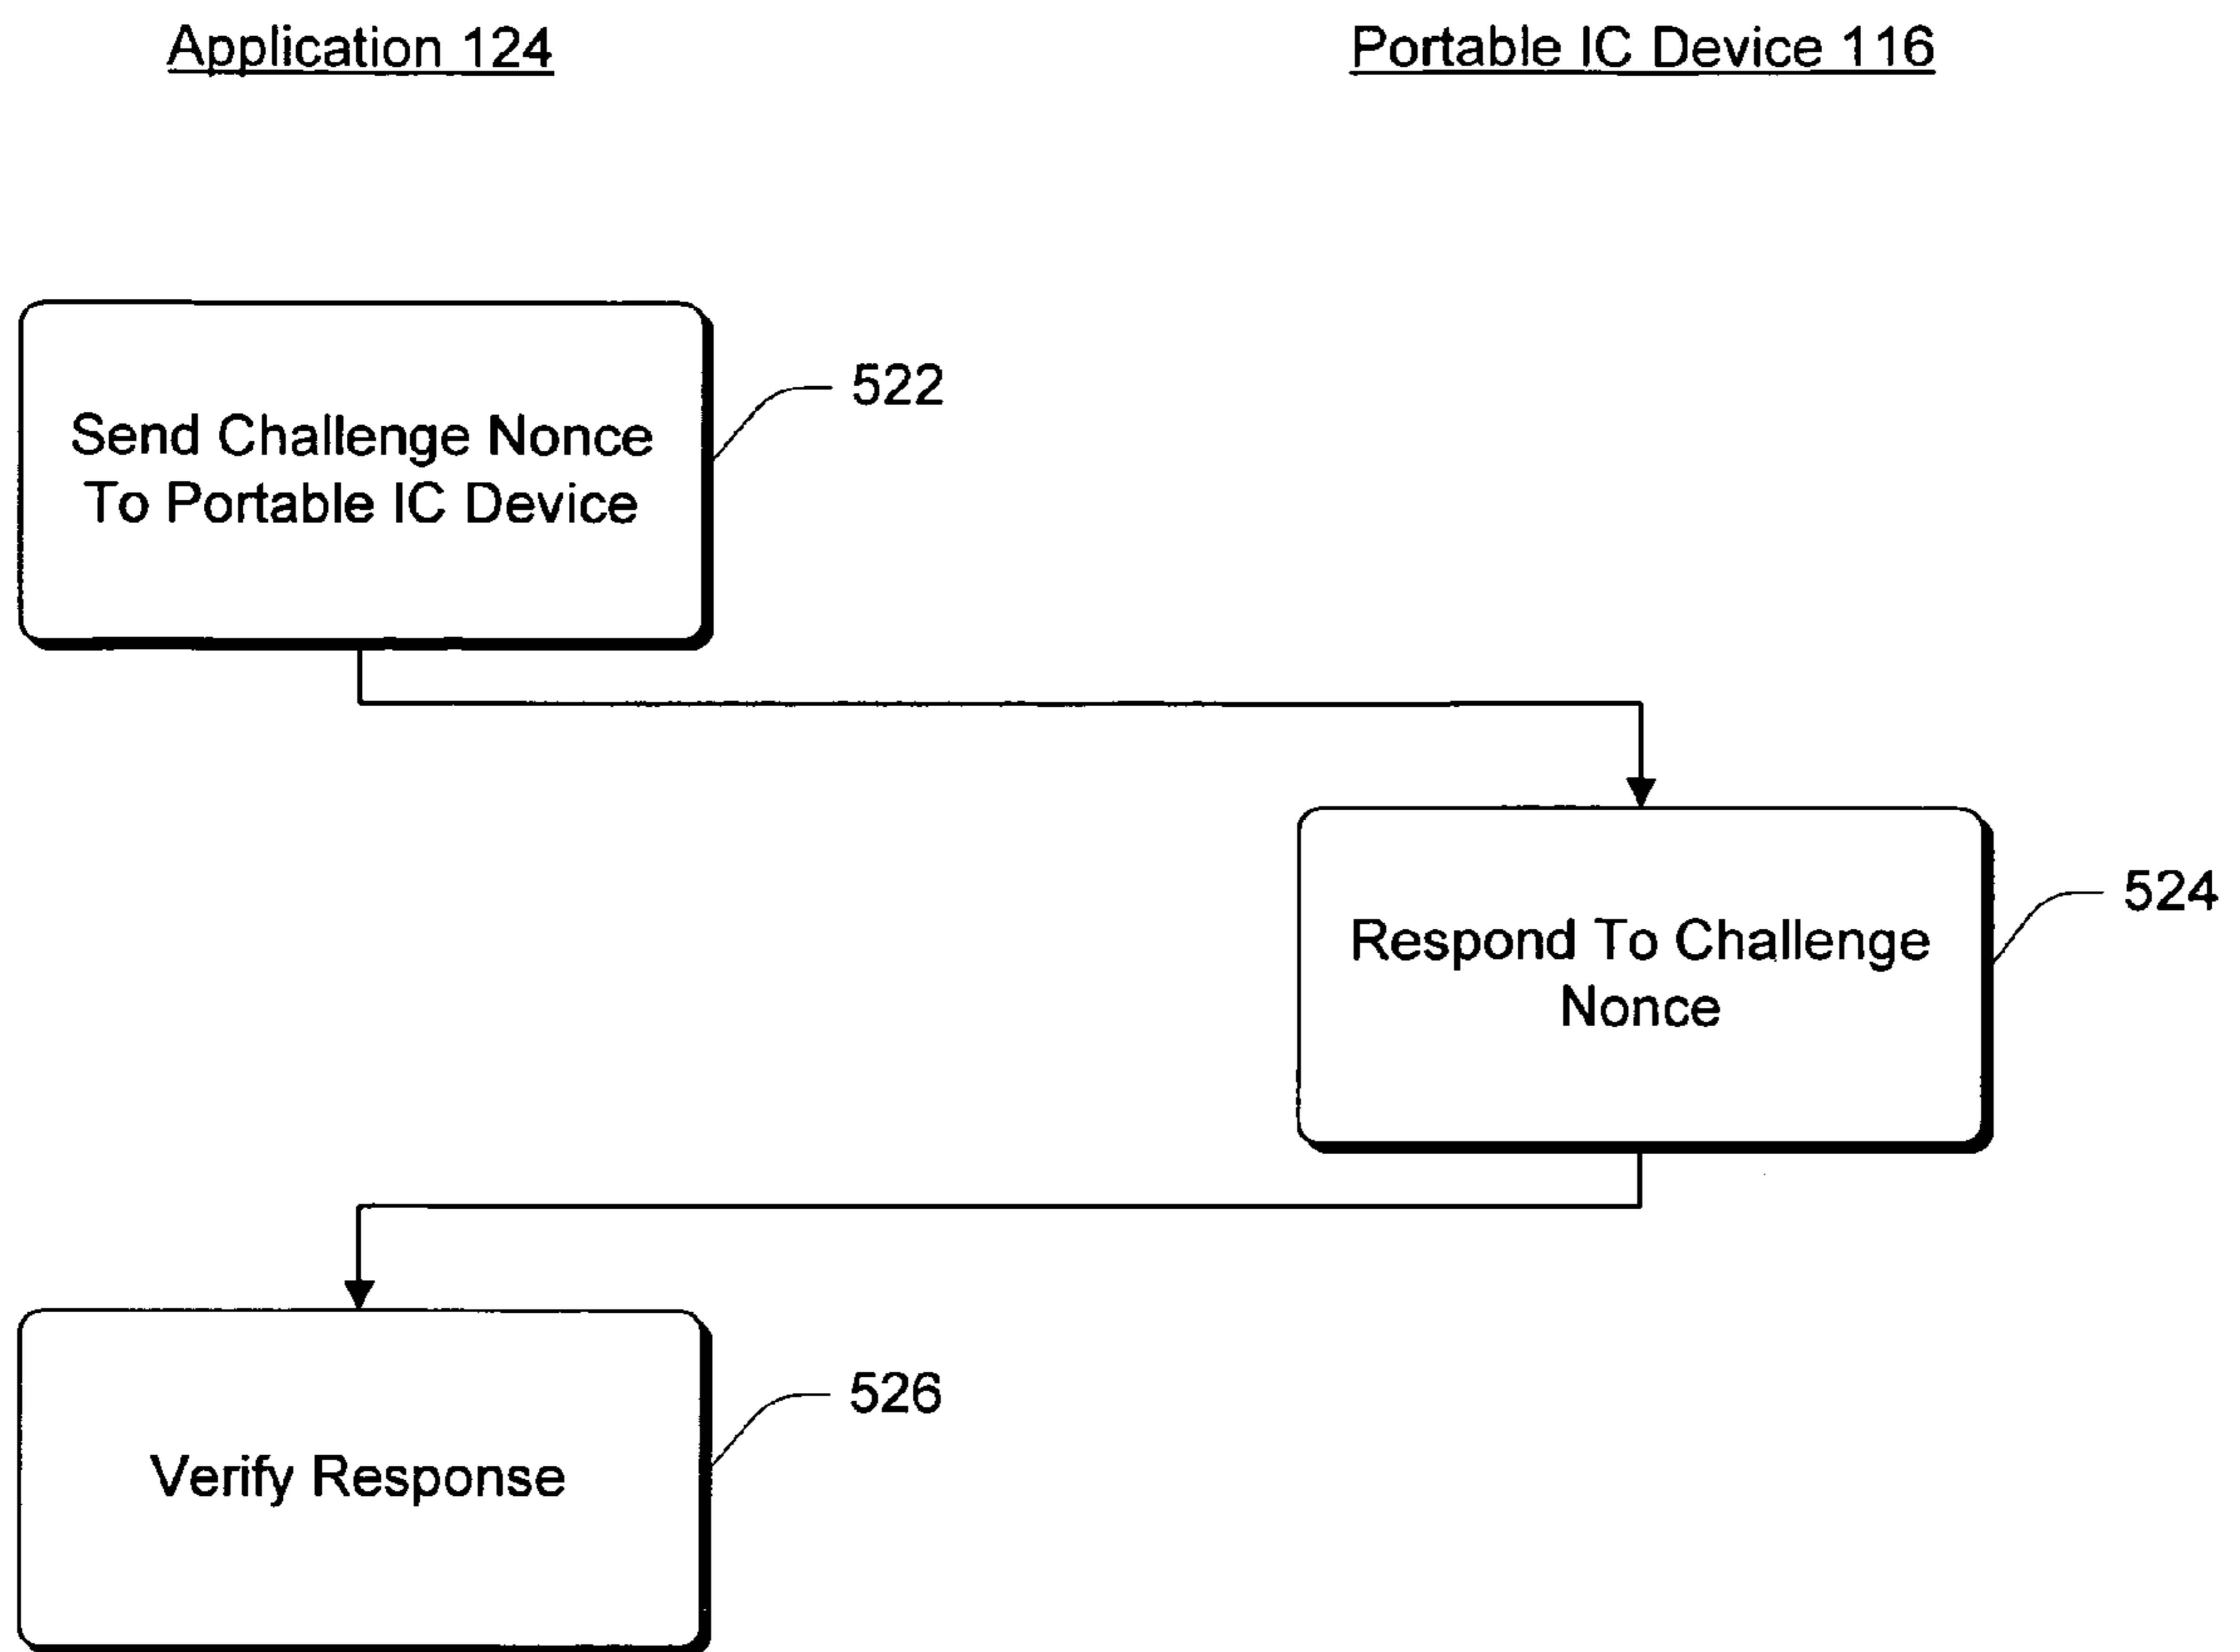 Application 124
Portable IC Device 116
522
Send Challenge Nonce
To Portable IC Device
524
Respond To Challenge
Nonce
526
Verify Response